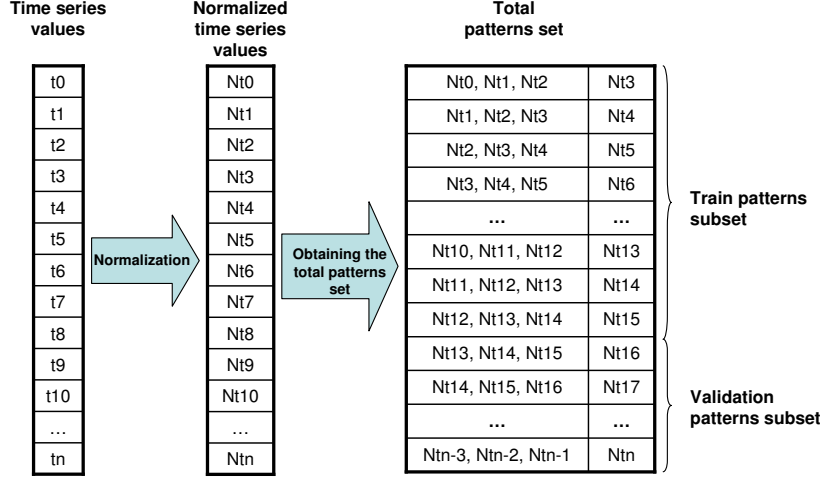 Time series
values
t0
t1
t2
t3
t4
t5
t6
t7
t8
t9
t10
...
tn
Normalization
Normalized
time series
values
Nt0
Nt1
Nt2
Nt3
Nt4
Nt5
Nt6
Nt7
Nt8
Nt9
Nt10
...
Ntn
Obtaining the
total patterns
set
Total
patterns set
Nt0, Nt1, Nt2 Nt3
Nt1, Nt2, Nt3 Nt4
Nt2, Nt3, Nt4 Nt5
Nt3, Nt4, Nt5 Nt6
... ...
Nt10, Nt11, Nt12 Nt13
Nt11, Nt12, Nt13 Nt14
Nt12, Nt13, Nt14 Nt15
Nt13, Nt14, Nt15 Nt16
Nt14, Nt15, Nt16 Nt17
... ...
Ntn-3, Ntn-2, Ntn-1 Ntn
Train patterns
subset
Validation
patterns subset